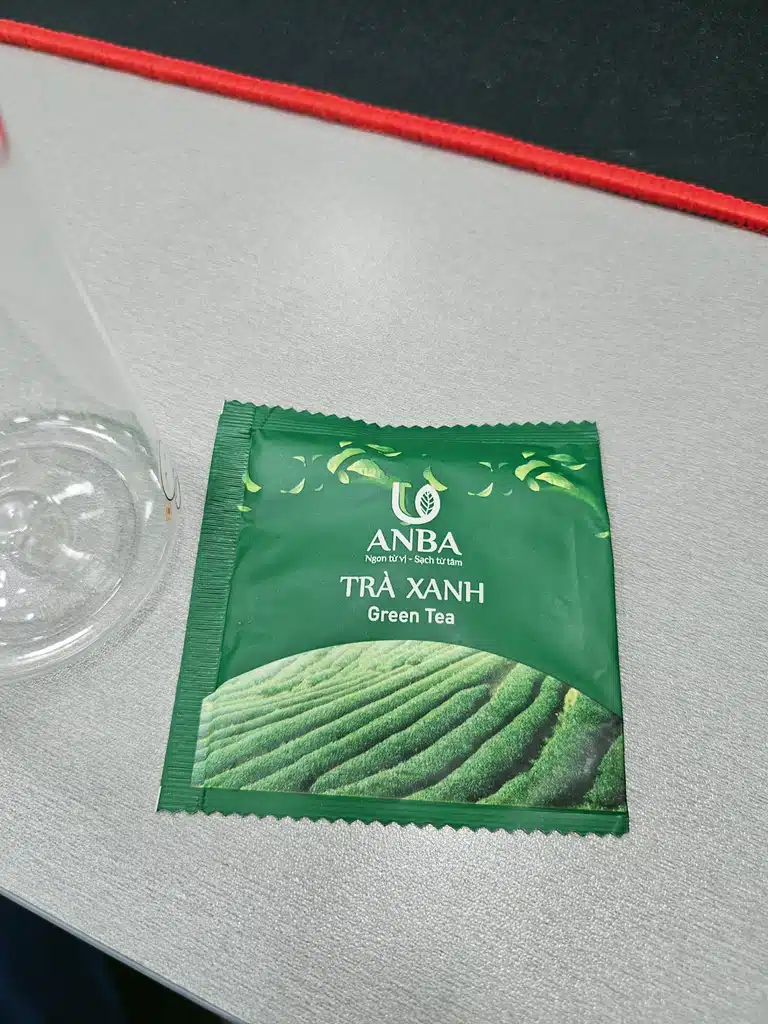 ANBA
Ngon từ vị - Sạch từ tâm
TRÀ XANH
Green Tea